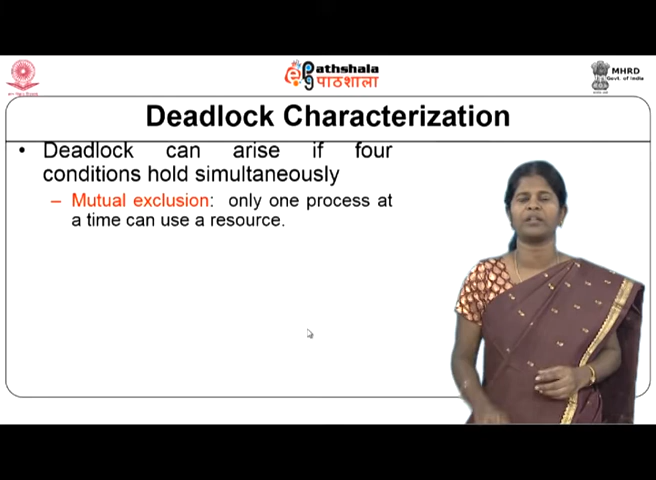 ePathshala
पाठशाला
MHRD
Govt. of India
Deadlock Characterization
• Deadlock can arise if four
conditions hold simultaneously
– Mutual exclusion: only one process at
a time can use a resource.